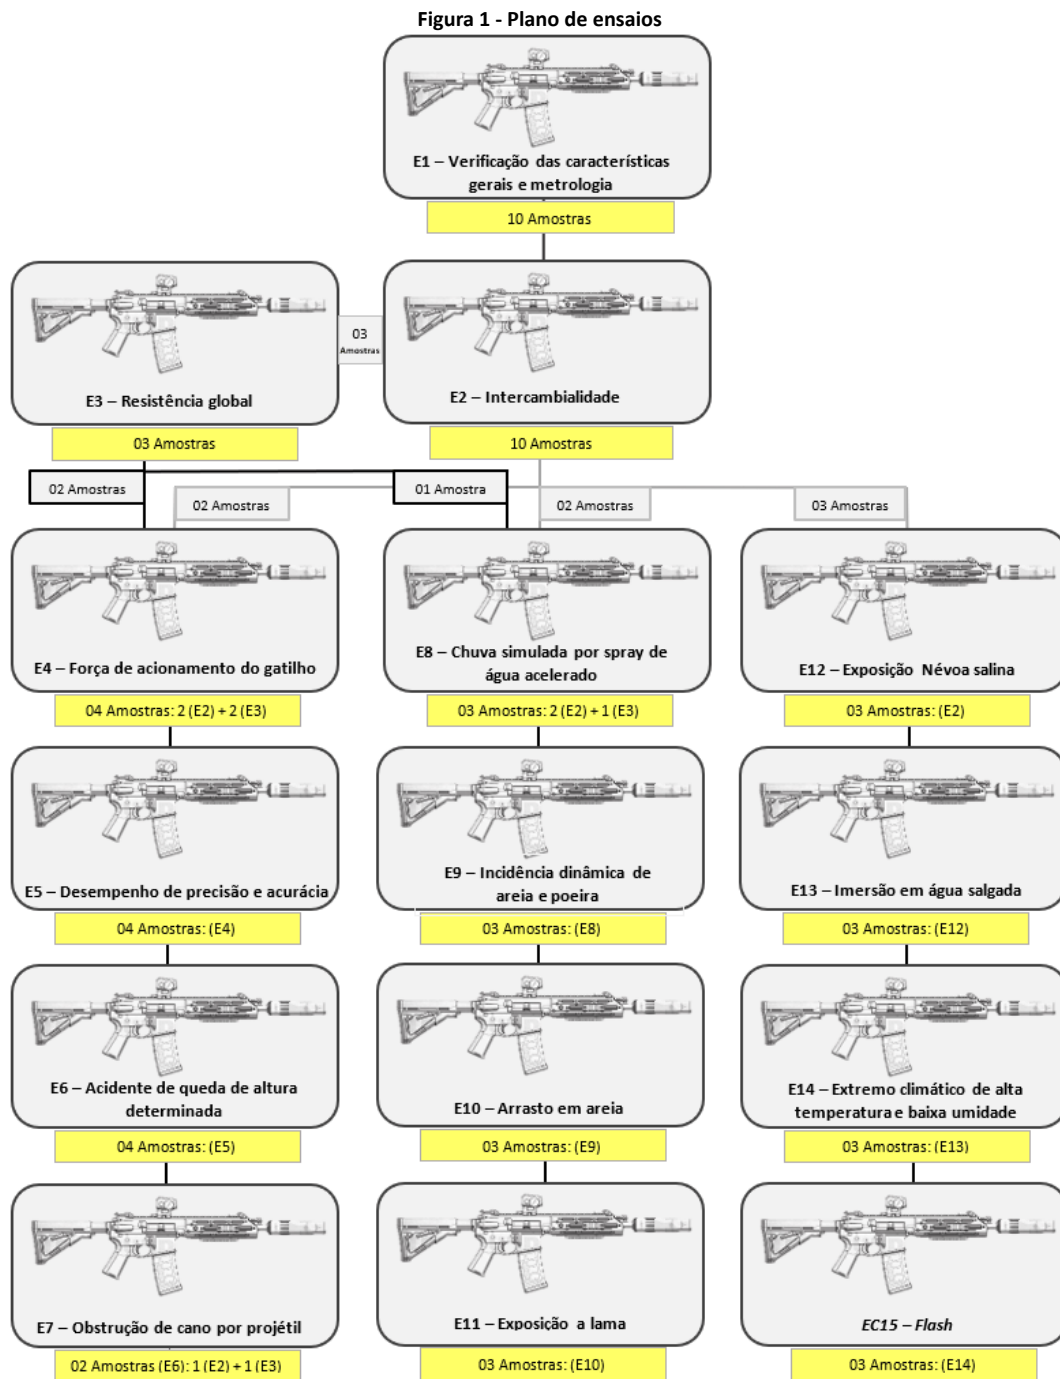 Figura 1 - Plano de ensaios
E1 – Verificação das características
gerais e metrologia
10 Amostras
03
Amostras
E3 – Resistência global
E2 – Intercambialidade
03 Amostras
10 Amostras
02 Amostras
01 Amostra
02 Amostras
02 Amostras
03 Amostras
E4 – Força de acionamento do gatilho
E8 – Chuva simulada por spray de
água acelerado
E12 – Exposição Névoa salina
04 Amostras: 2 (E2) + 2 (E3)
03 Amostras: 2 (E2) + 1 (E3)
03 Amostras: (E2)
E5 – Desempenho de precisão e acurácia
E9 – Incidência dinâmica de
areia e poeira
E13 – Imersão em água salgada
04 Amostras: (E4)
03 Amostras: (E8)
03 Amostras: (E12)
E6 – Acidente de queda de altura
determinada
E10 – Arrasto em areia
E14 – Extremo climático de alta
temperatura e baixa umidade
04 Amostras: (E5)
03 Amostras: (E9)
03 Amostras: (E13)
E7 – Obstrução de cano por projétil
E11 – Exposição a lama
EC15 – Flash
02 Amostras (E6): 1 (E2) + 1 (E3)
03 Amostras: (E10)
03 Amostras: (E14)